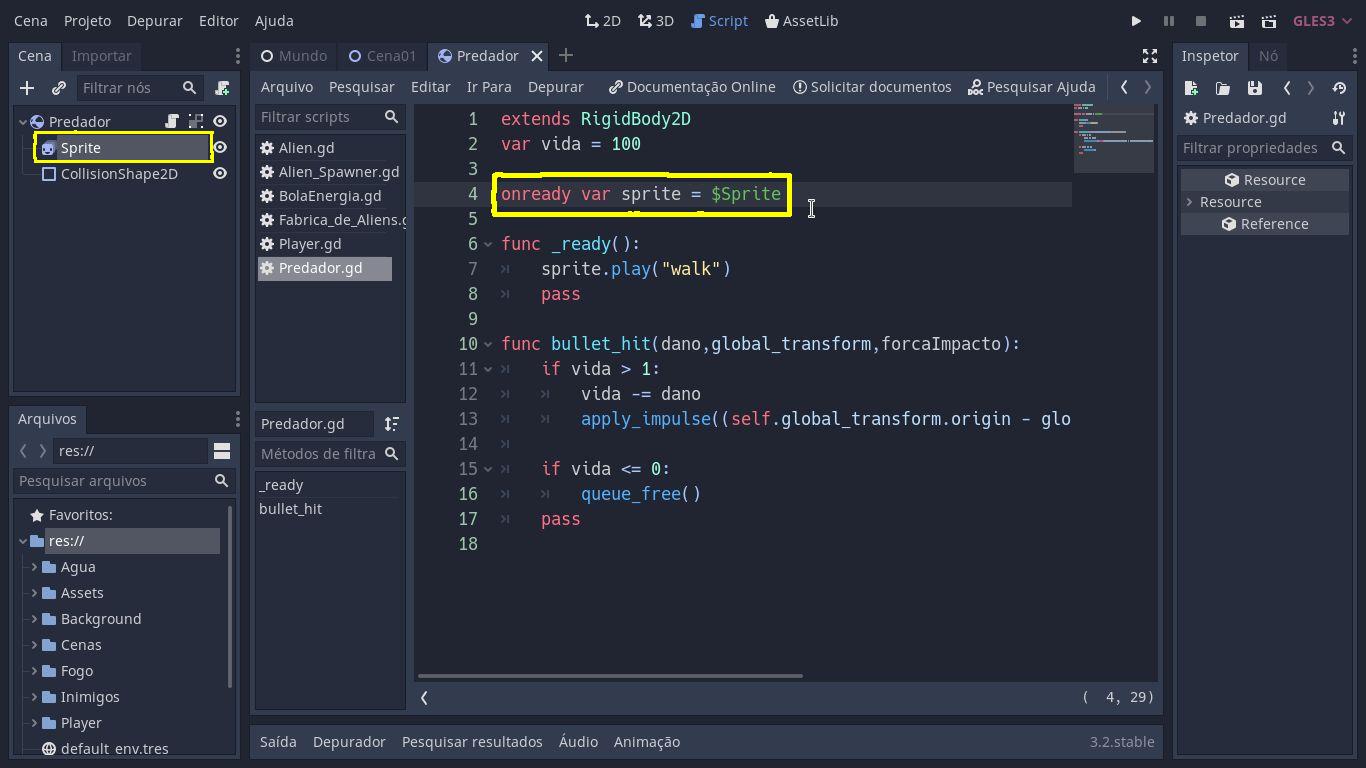 Cena Projeto Depurar Editor Ajuda 2D 3D Script AssetLib GLES3
Cena Importar
Filtrar nós
Predador
Sprite
CollisionShape2D
Arquivos
res://
Pesquisar arquivos
Favoritos:
res://
Agua
Assets
Background
Cenas
Fogo
Inimigos
Player
default_env.tres
Mundo Cena01 Predador
Arquivo Pesquisar Editar Ir Para Depurar Documentação Online Solicitar documentos Pesquisar Ajuda
Filtrar scripts
Alien.gd
Alien_Spawner.gd
BolaEnergia.gd
Fabrica_de_Aliens.g
Player.gd
Predador.gd
Predador.gd
Métodos de filtra
_ready
bullet_hit
1 extends RigidBody2D
2 var vida = 100
3
4 onready var sprite = $Sprite
5
6 func _ready():
7 sprite.play("walk")
8 pass
9
10 func bullet_hit(dano,global_transform,forcaImpacto):
11 if vida > 1:
12 vida -= dano
13 apply_impulse((self.global_transform.origin - glo
14
15 if vida <= 0:
16 queue_free()
17 pass
18
( 4, 29)
Saída Depurador Pesquisar resultados Áudio Animação 3.2.stable
Inspetor Nó
Predador.gd
Filtrar propriedades
Resource
Resource
Reference